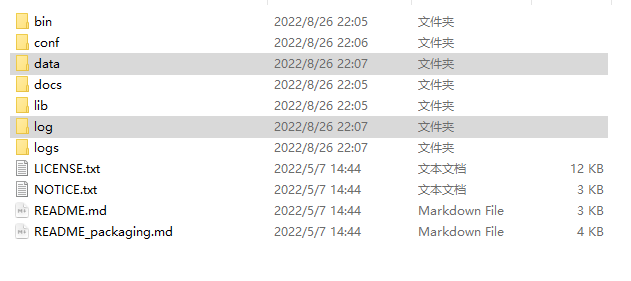 bin 2022/8/26 22:05 文件夹
conf 2022/8/26 22:06 文件夹
data 2022/8/26 22:07 文件夹
docs 2022/8/26 22:05 文件夹
lib 2022/8/26 22:05 文件夹
log 2022/8/26 22:07 文件夹
logs 2022/8/26 22:07 文件夹
LICENSE.txt 2022/5/7 14:44 文本文档 12 KB
NOTICE.txt 2022/5/7 14:44 文本文档 3 KB
README.md 2022/5/7 14:44 Markdown File 3 KB
README_packaging.md 2022/5/7 14:44 Markdown File 4 KB